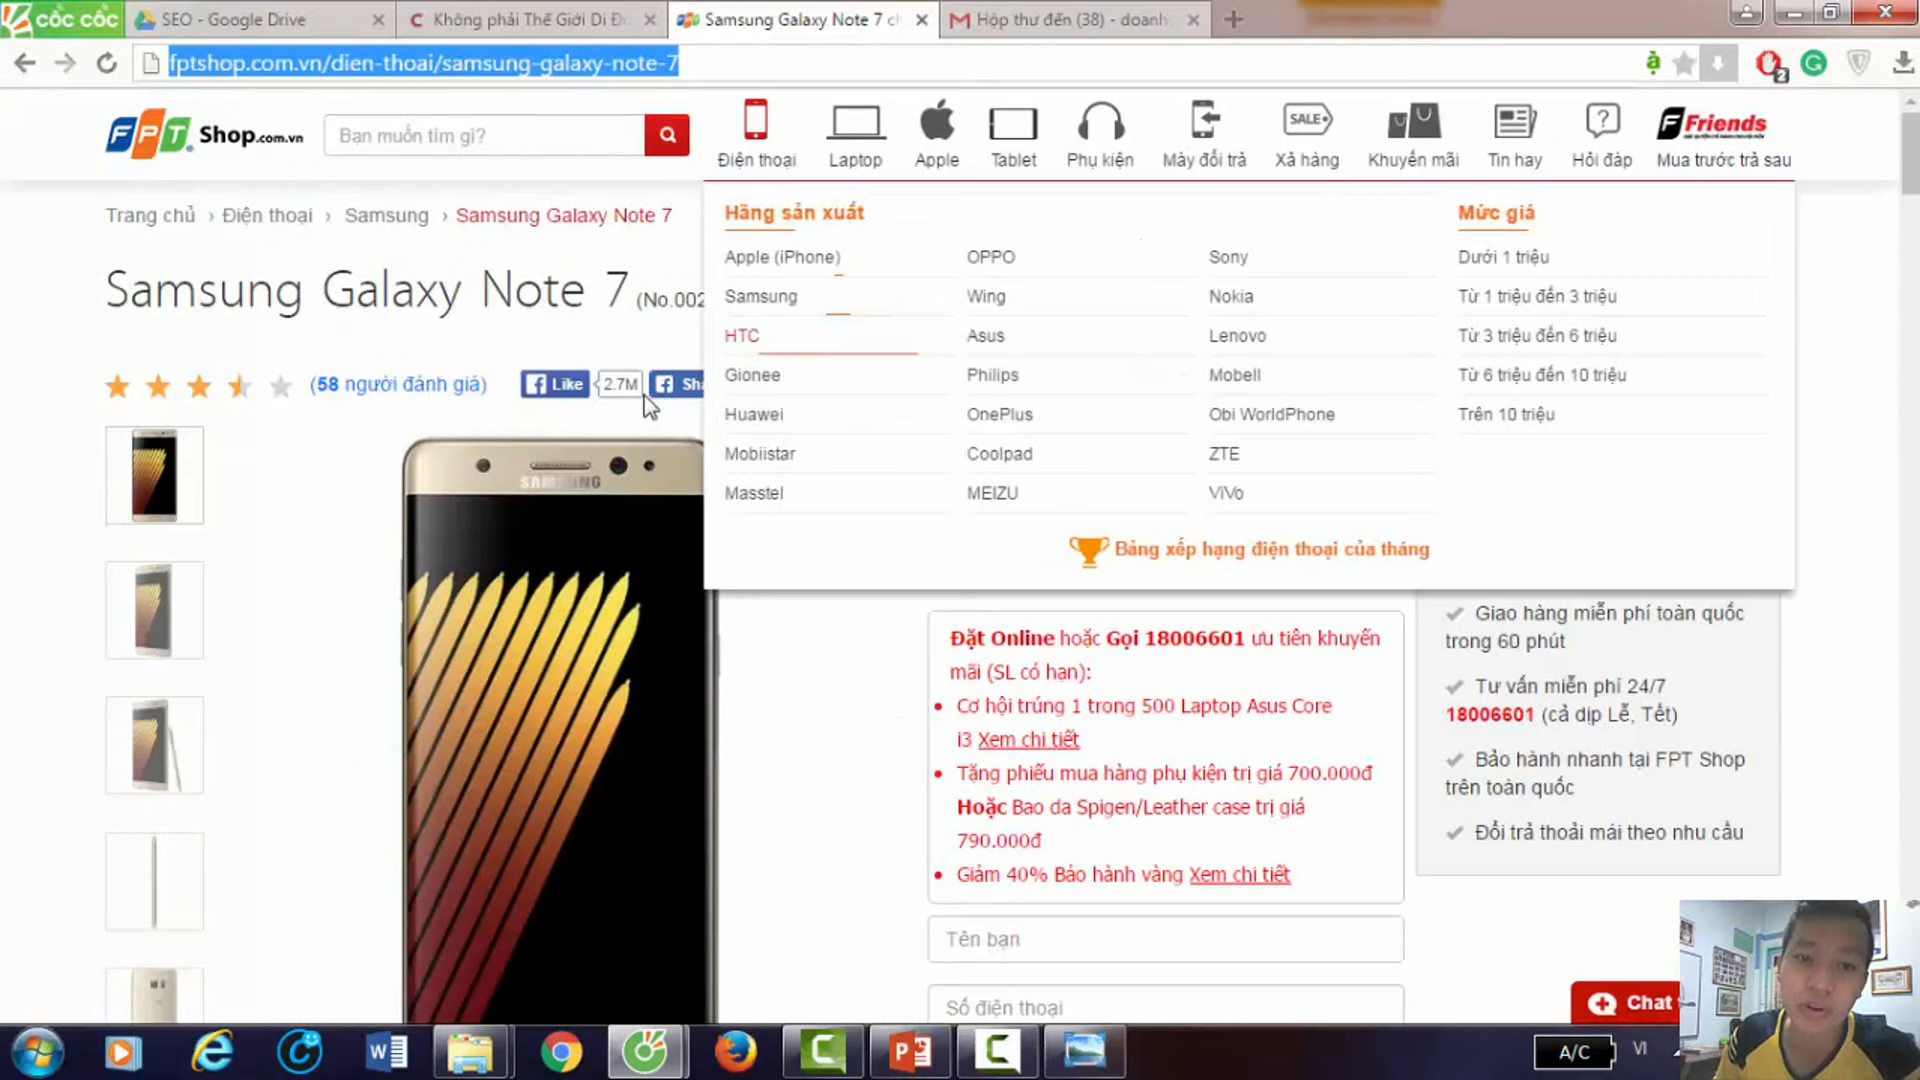 CỐC CỐC
SEO - Google Drive
Không phải Thế Giới Di Đ
Samsung Galaxy Note 7 ch
Hộp thư đến (38) - doanh
fptshop.com.vn/dien-thoai/samsung-galaxy-note-7
2
FPT Shop.com.vn
Bạn muốn tìm gì?
SALE
F Friends
Điện thoại
Laptop
Apple
Tablet
Phụ kiện
Máy đổi trả
Xả hàng
Khuyến mãi
Tin hay
Hỏi đáp
Mua trước trả sau
Trang chủ › Điện thoại › Samsung › Samsung Galaxy Note 7
Samsung Galaxy Note 7 (No.002
(58 người đánh giá)
Like
2.7M
Sha
Hãng sản xuất
Mức giá
Apple (iPhone)
OPPO
Sony
Dưới 1 triệu
Samsung
Wing
Nokia
Từ 1 triệu đến 3 triệu
HTC
Asus
Lenovo
Từ 3 triệu đến 6 triệu
Gionee
Philips
Mobell
Từ 6 triệu đến 10 triệu
Huawei
OnePlus
Obi WorldPhone
Trên 10 triệu
Mobiistar
Coolpad
ZTE
Masstel
MEIZU
ViVo
Bảng xếp hạng điện thoại của tháng
SAMSUNG
Đặt Online hoặc Gọi 18006601 ưu tiên khuyến
mãi (SL có hạn):
Cơ hội trúng 1 trong 500 Laptop Asus Core
i3 Xem chi tiết
Tặng phiếu mua hàng phụ kiện trị giá 700.000đ
Hoặc Bao da Spigen/Leather case trị giá
790.000đ
Giảm 40% Bảo hành vàng Xem chi tiết
Tên bạn
Số điện thoại
Giao hàng miễn phí toàn quốc
trong 60 phút
Tư vấn miễn phí 24/7
18006601 (cả dịp Lễ, Tết)
Bảo hành nhanh tại FPT Shop
trên toàn quốc
Đổi trả thoải mái theo nhu cầu
Chat
A/C
VI